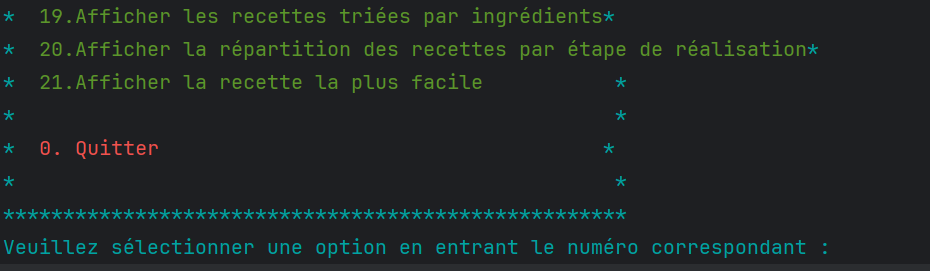 *  19.Afficher les recettes triées par ingrédients*
*  20.Afficher la répartition des recettes par étape de réalisation*
*  21.Afficher la recette la plus facile           *
*                                                  *
*  0. Quitter                                     *
*                                                  *
****************************************************
Veuillez sélectionner une option en entrant le numéro correspondant :